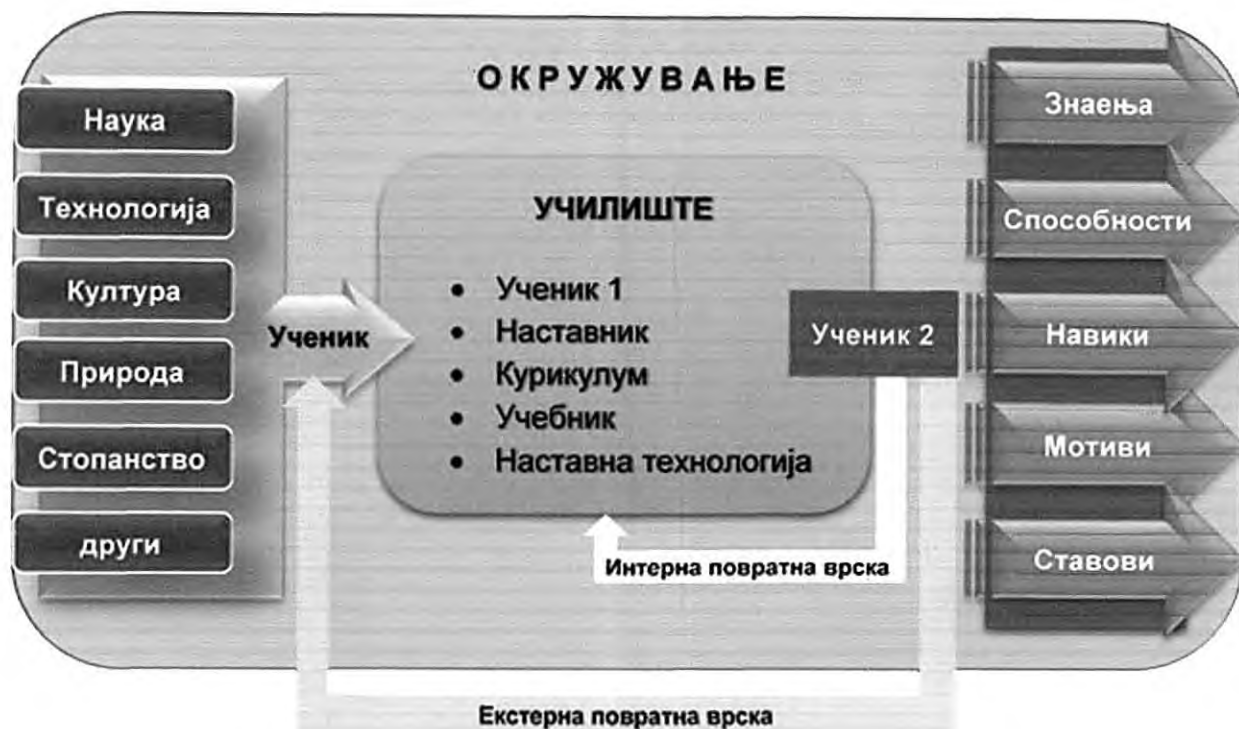 ОКРУЖУВАЊЕ
Наука
Технологија
Култура
Природа
Стопанство
други
Ученик
УЧИЛИШТЕ
• Ученик 1
• Наставник
• Курикулум
• Учебник
• Наставна технологија
Ученик 2
Знаења
Способности
Навики
Мотиви
Ставови
Интерна повратна врска
Екстерна повратна врска